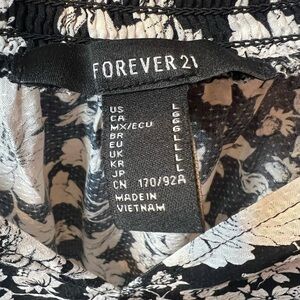 FOREVER 21
US L
CA G
MX/ECU G
BR G
EU L
UK L
KR L
JP L
CN 170/92A
MADE IN
VIETNAM